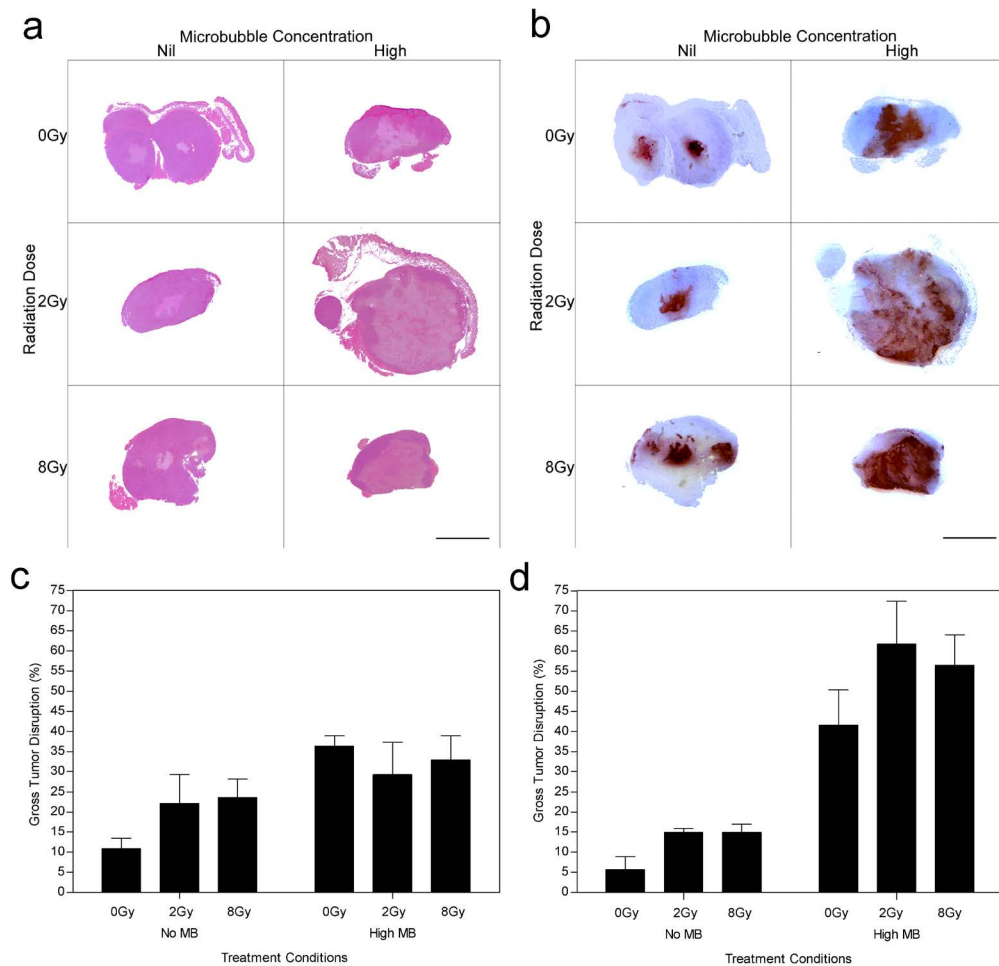 a
Microbubble Concentration
Nil High
0Gy
Radiation Dose
2Gy
8Gy
b
Microbubble Concentration
Nil High
0Gy
Radiation Dose
2Gy
8Gy
c
75
70
65
60
55
50
45
40
35
30
25
20
15
10
5
0
Gross Tumor Disruption (%)
0Gy 2Gy 8Gy 0Gy 2Gy 8Gy
No MB High MB
Treatment Conditions
d
75
70
65
60
55
50
45
40
35
30
25
20
15
10
5
0
Gross Tumor Disruption (%)
0Gy 2Gy 8Gy 0Gy 2Gy 8Gy
No MB High MB
Treatment Conditions